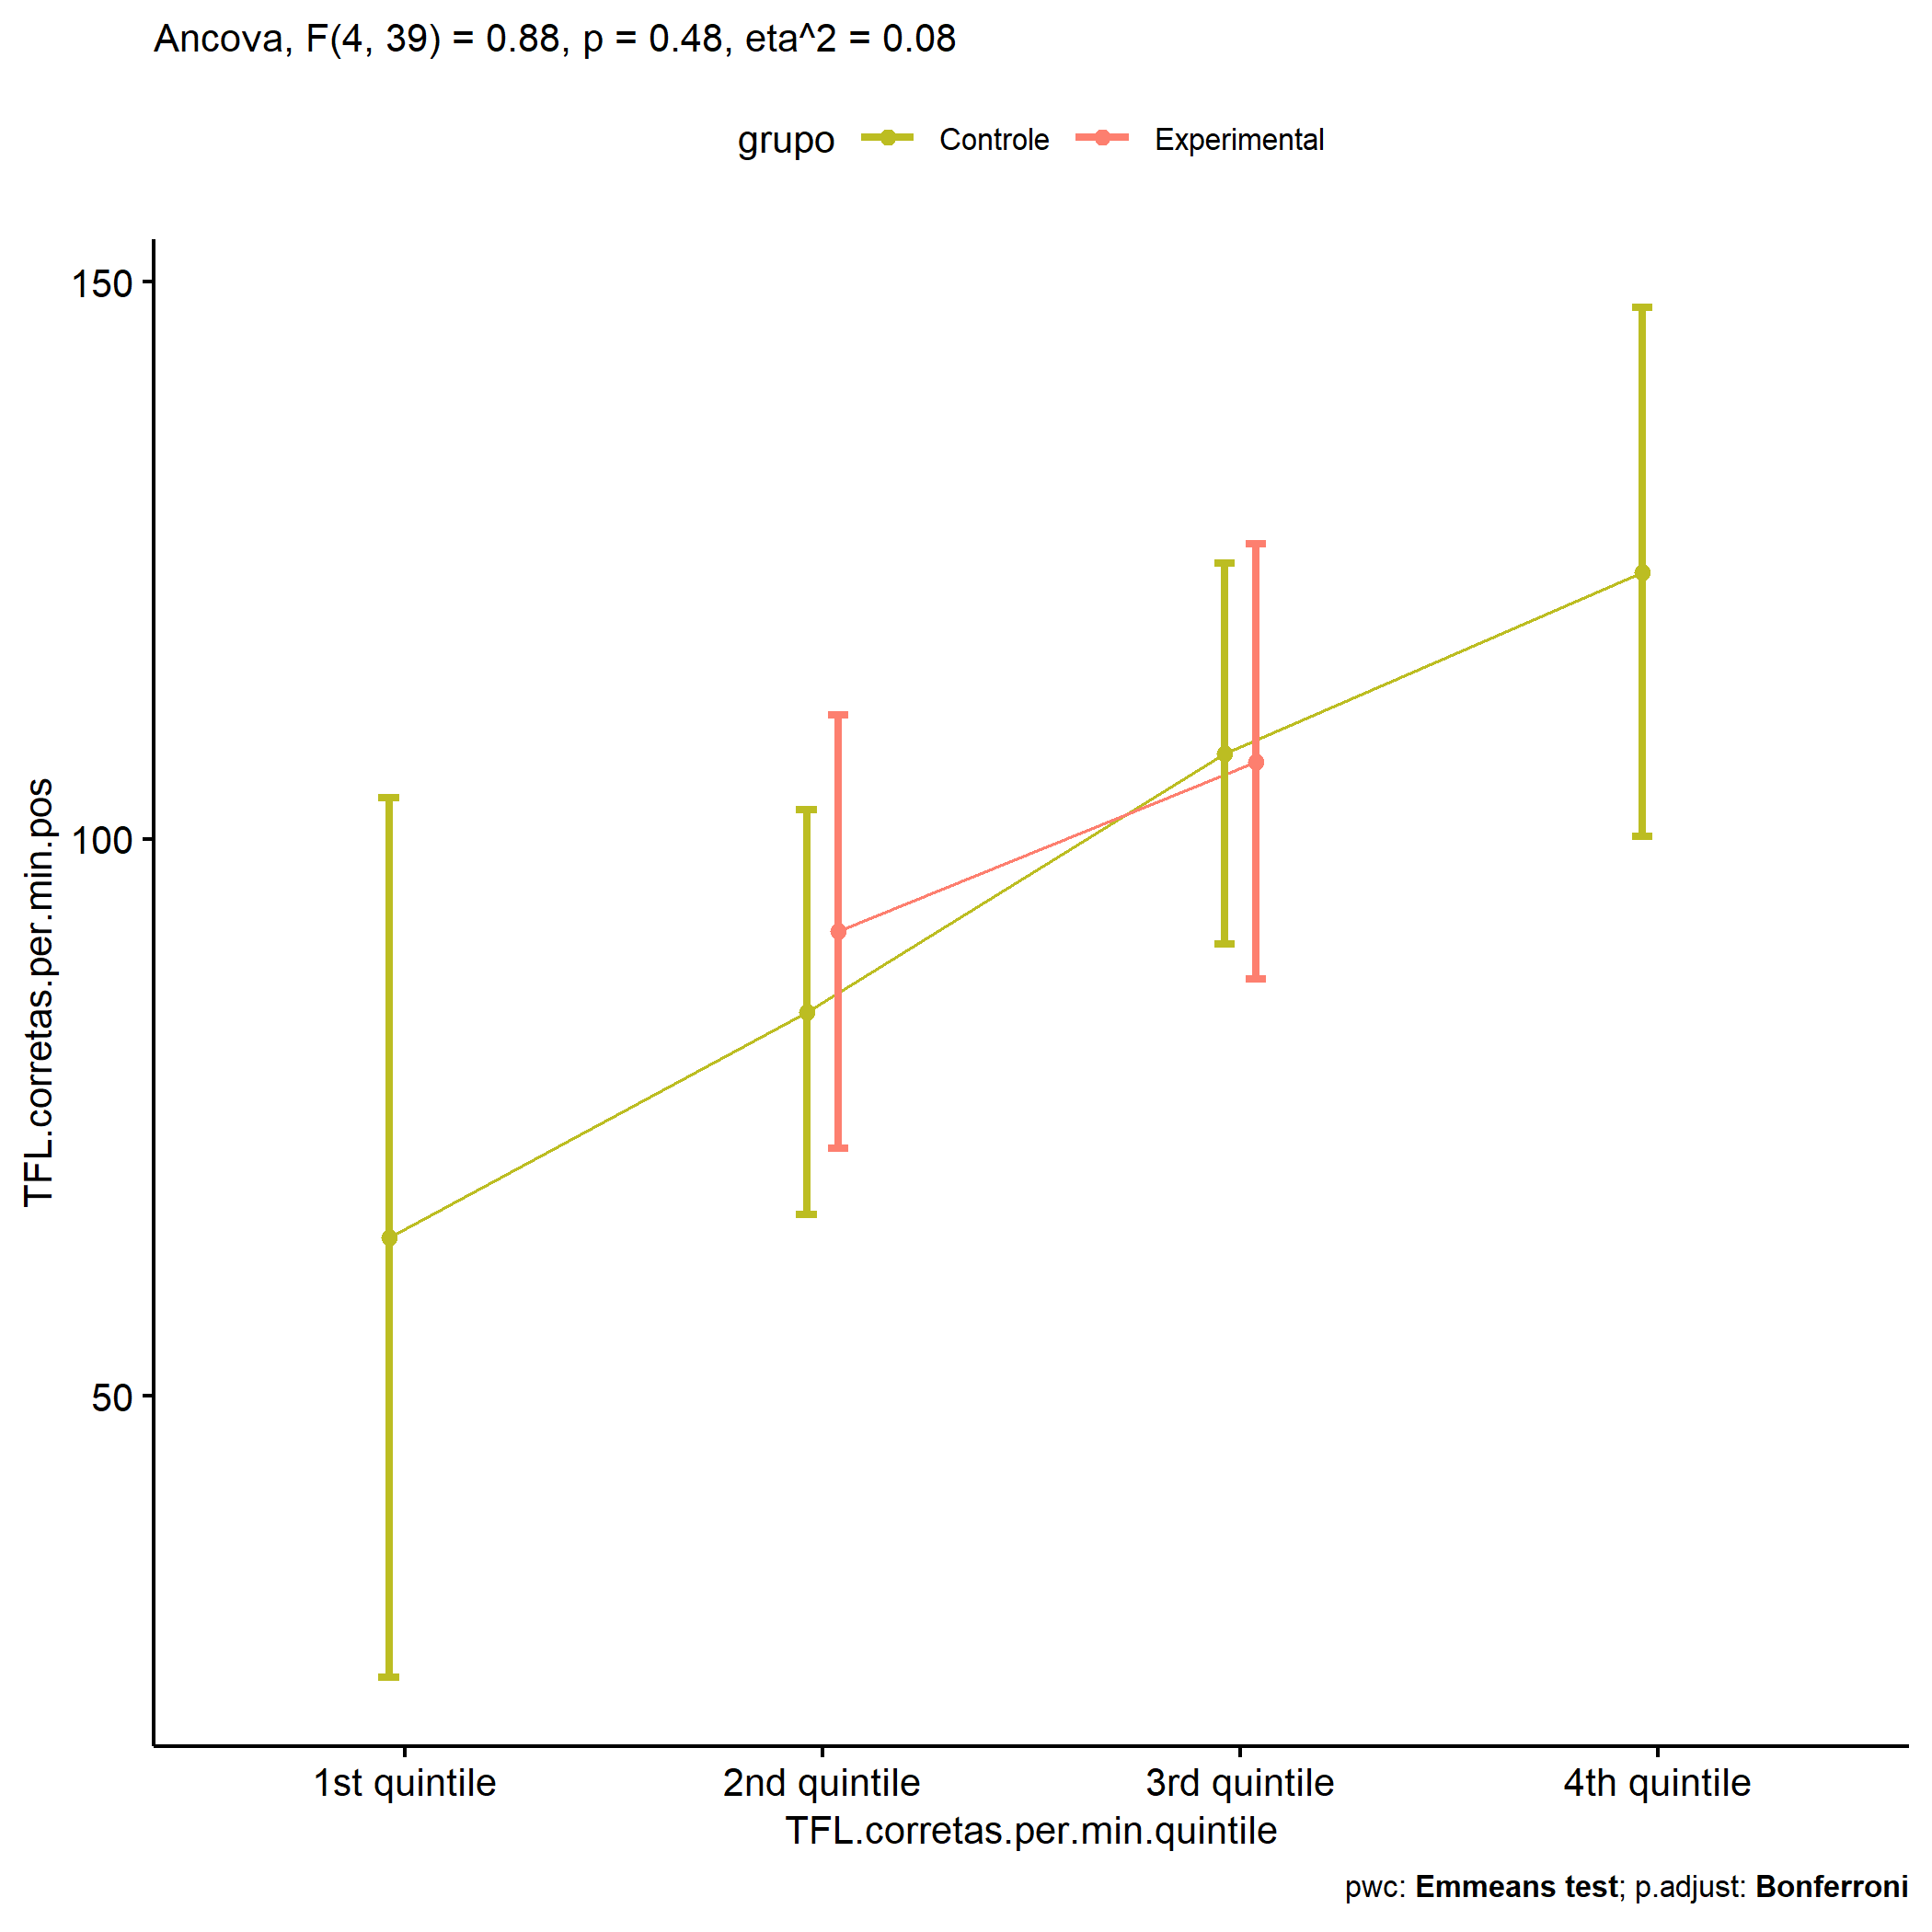 Ancova, F(4, 39) = 0.88, p = 0.48, eta^2 = 0.08
grupo Controle Experimental
150
100
50
TFL.corretas.per.min.pos
1st quintile 2nd quintile 3rd quintile 4th quintile
TFL.corretas.per.min.quintile
pwc: Emmeans test; p.adjust: Bonferroni